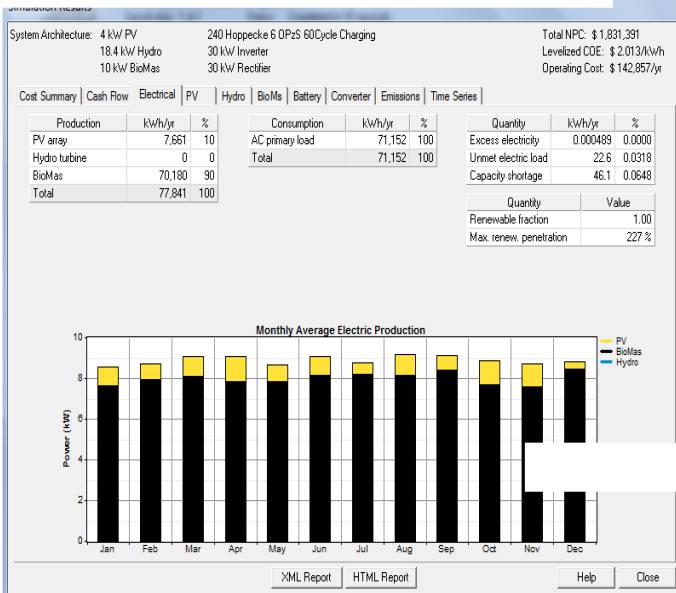 Simulation Results
System Architecture: 4 kW PV 240 Hoppecke 6 OPzS 60Cycle Charging Total NPC: $ 1,831,391
18.4 kW Hydro 30 kW Inverter Levelized COE: $ 2.013/kWh
10 kW BioMas 30 kW Rectifier Operating Cost: $ 142,857/yr
Cost Summary Cash Flow Electrical PV Hydro BioMs Battery Converter Emissions Time Series
Production kWh/yr % Consumption kWh/yr % Quantity kWh/yr %
PV array 7,661 10 AC primary load 71,152 100 Excess electricity 0.000489 0.0000
Hydro turbine 0 0 Total 71,152 100 Unmet electric load 22.6 0.0318
BioMas 70,180 90 Capacity shortage 46.1 0.0648
Total 77,841 100
Quantity Value
Renewable fraction 1.00
Max. renew. penetration 227 %
Monthly Average Electric Production
10
8
6
4
2
0
Power (kW)
Jan Feb Mar Apr May Jun Jul Aug Sep Oct Nov Dec
PV
BioMas
Hydro
XML Report HTML Report Help Close